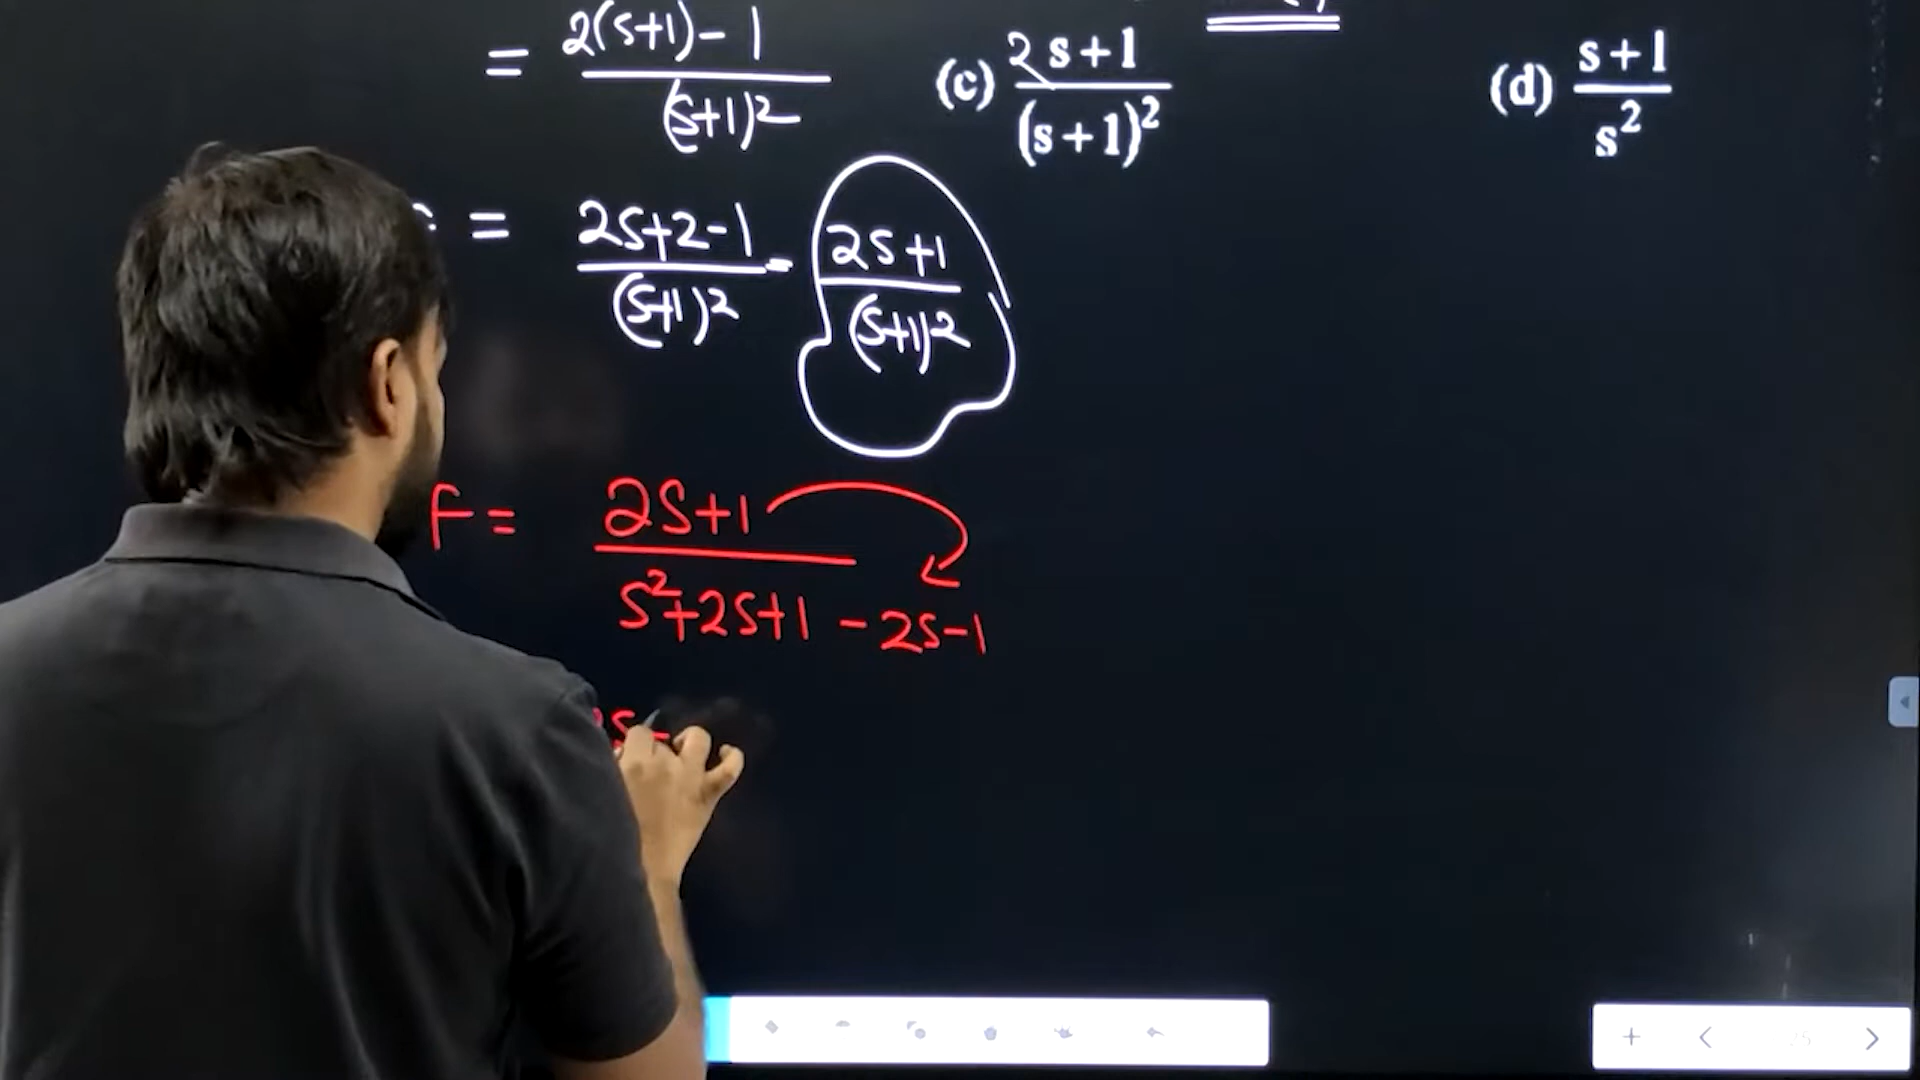 = 2(s+1)-1 / (s+1)²
(c) 2s+1 / (s+1)²
(d) s+1 / s²
= 2s+2-1 / (s+1)² = 2s+1 / (s+1)²
F = 2s+1 / s²+2s+1 - 2s-1
2s